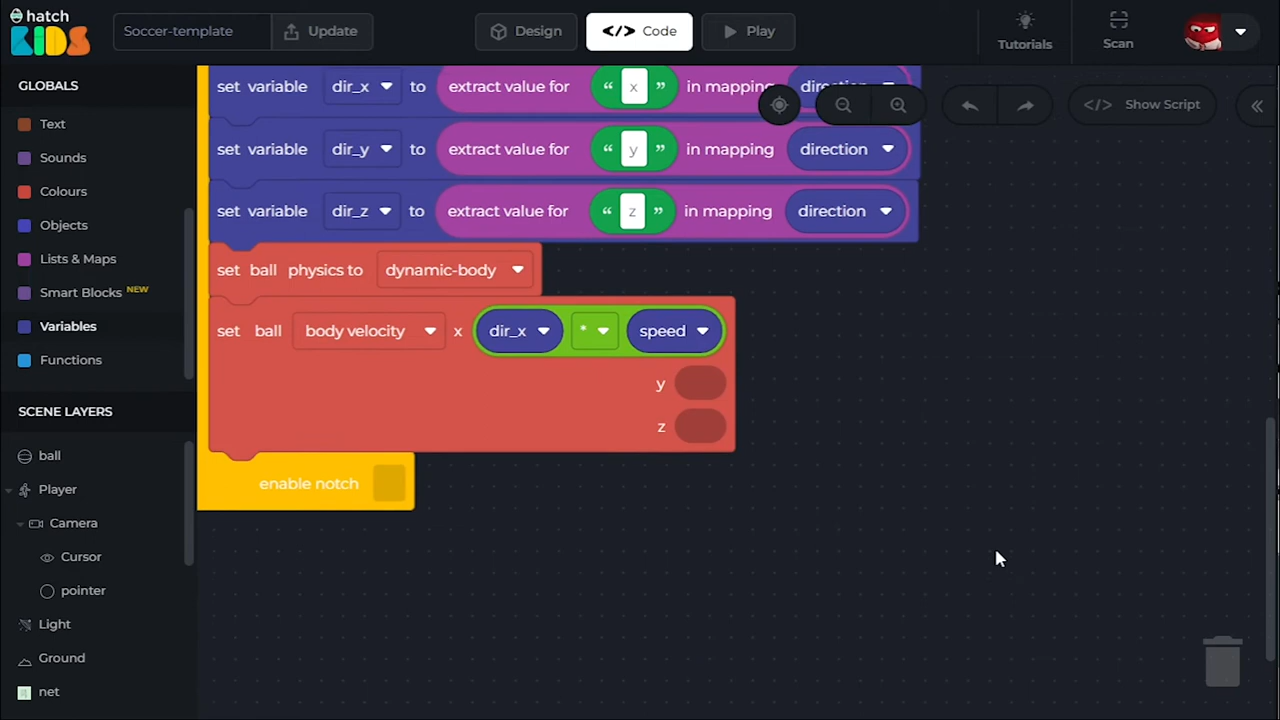 hatch
KIDS
Soccer-template
Update
Design
</> Code
Play
Tutorials
Scan
GLOBALS
Text
Sounds
Colours
Objects
Lists & Maps
Smart Blocks NEW
Variables
Functions
SCENE LAYERS
ball
Player
Camera
Cursor
pointer
Light
Ground
net
</> Show Script
set variable dir_x to extract value for “ x ” in mapping direction
set variable dir_y to extract value for “ y ” in mapping direction
set variable dir_z to extract value for “ z ” in mapping direction
set ball physics to dynamic-body
set ball body velocity x dir_x * speed
y
z
enable notch